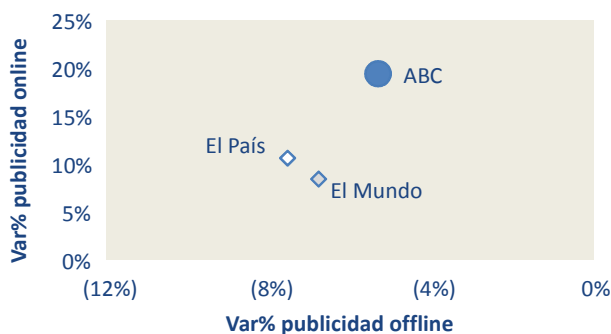 25%
20%
15%
10%
5%
0%
Var% publicidad online
ABC
El País
El Mundo
(12%)
(8%)
(4%)
0%
Var% publicidad offline